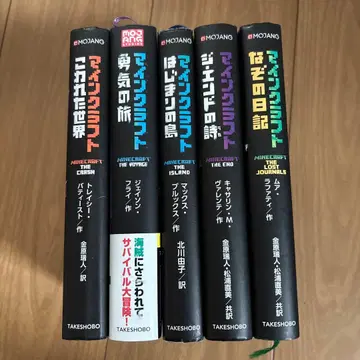 MOJANG
マインクラフト
こわれた世界
MINECRAFT
THE CRASH
トレイシー・
バティースト／作
金原瑞人／訳
TAKESHOBO
MOJANG
STUDIOS
マインクラフト
勇気の旅
MINECRAFT
THE VOYAGE
ジェイソン・
フライ／作
海賊にさらわれて
サバイバル大冒険！
TAKESHOBO
MOJANG
マインクラフト
はじまりの島
MINECRAFT
THE ISLAND
マックス・
ブルックス／作
北川由子／訳
TAKESHOBO
MOJANG
マインクラフト
ジ・エンドの詩
MINECRAFT
THE END
キャサリン・M・
ヴァレンテ／作
金原瑞人・松浦直美／共訳
TAKESHOBO
MOJANG
マインクラフト
なぞの日記
MINECRAFT
THE LOST
JOURNALS
ムア・
ラファティ／作
金原瑞人・松浦直美／共訳
TAKESHOBO